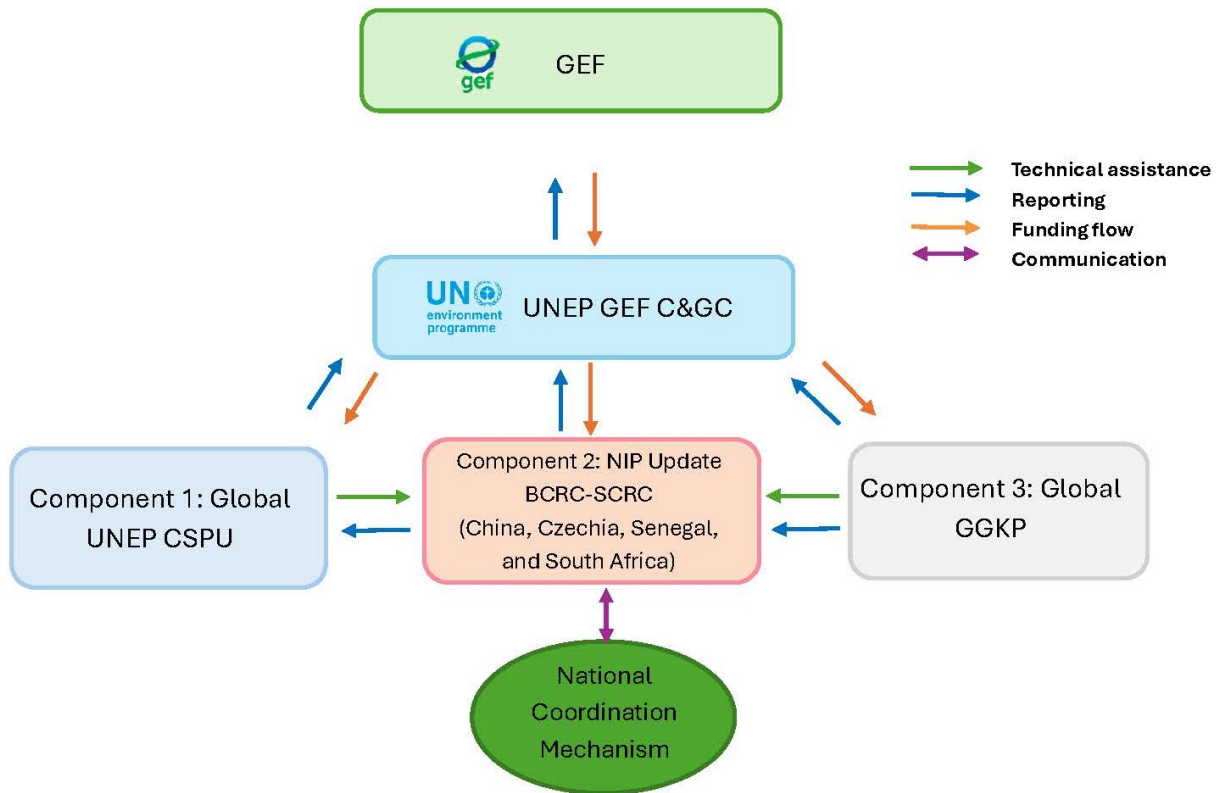 gef
GEF
Technical assistance
Reporting
Funding flow
Communication
UN
environment
programme
UNEP GEF C&GC
Component 1: Global
UNEP CSPU
Component 2: NIP Update
BCRC-SCRC
(China, Czechia, Senegal,
and South Africa)
Component 3: Global
GGKP
National
Coordination
Mechanism